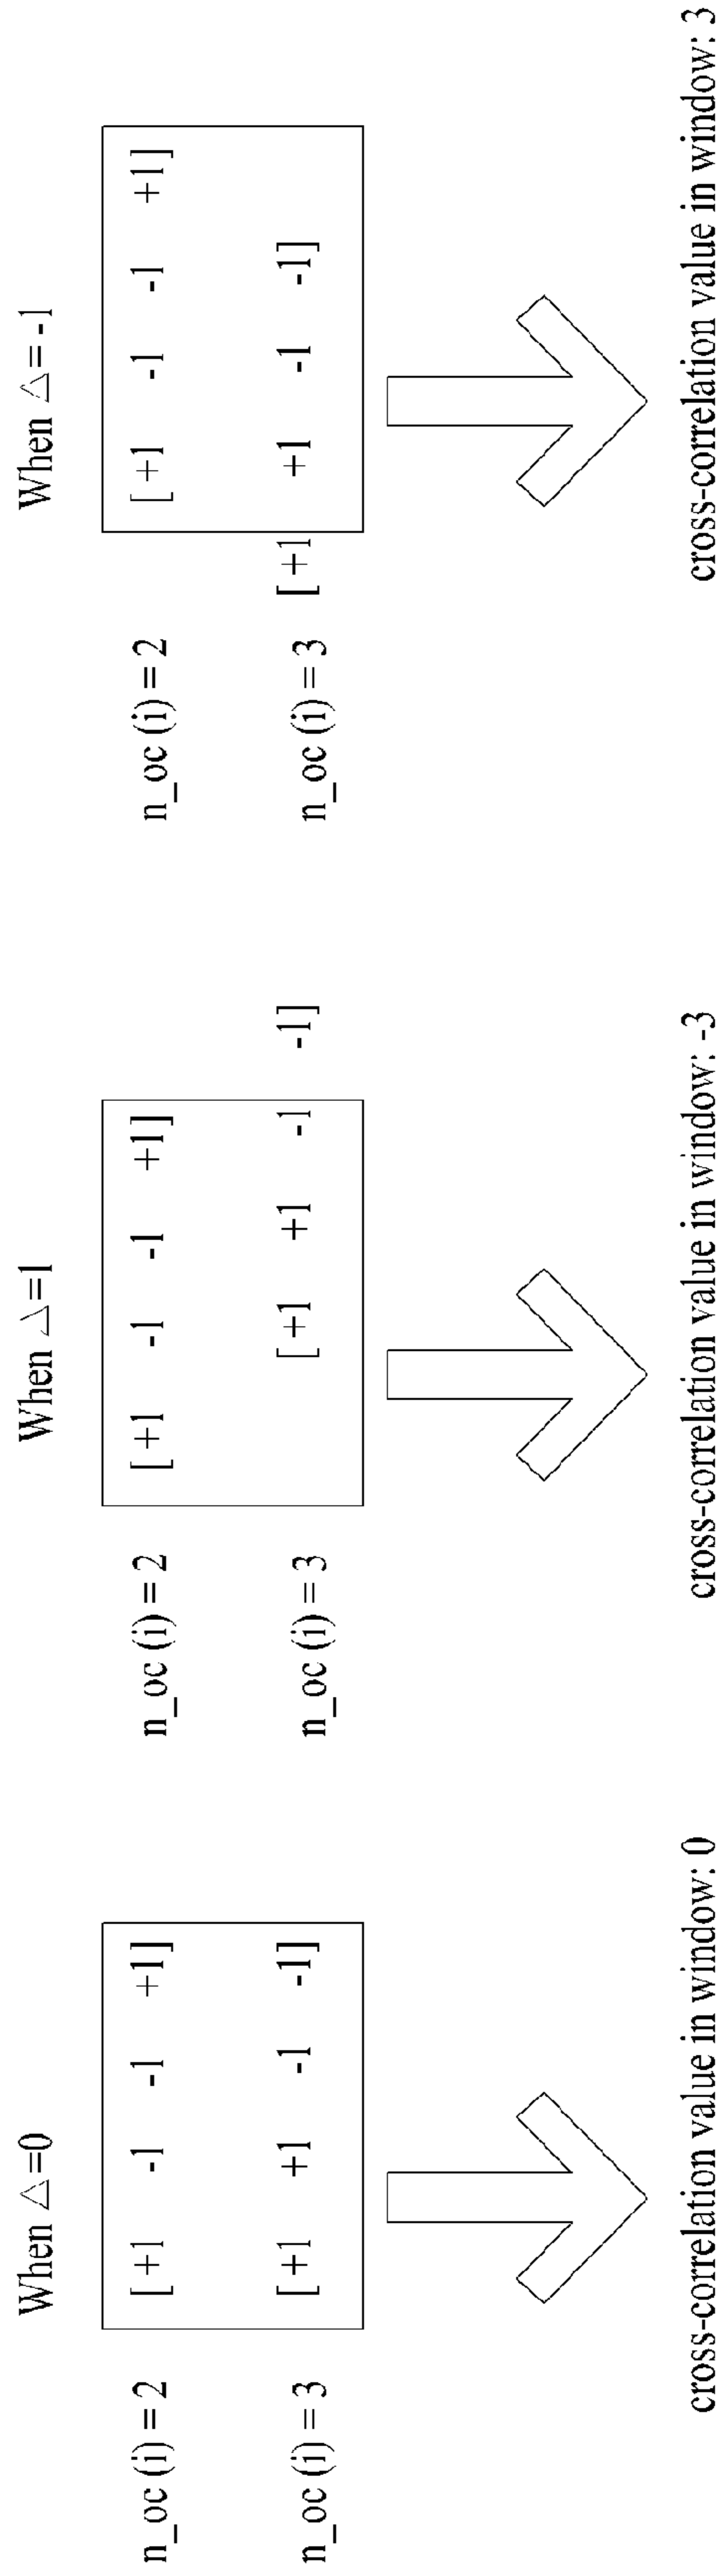 When △=0
n_oc (i) = 2 [+1 -1 -1 +1]
n_oc (i) = 3 [+1 +1 -1 -1]
cross-correlation value in window: 0
When △=1
n_oc (i) = 2 [+1 -1 -1 +1]
n_oc (i) = 3 [+1 +1 -1 -1]
cross-correlation value in window: -3
When △= -1
n_oc (i) = 2 [+1 -1 -1 +1]
n_oc (i) = 3 [+1 +1 -1 -1]
cross-correlation value in window: 3